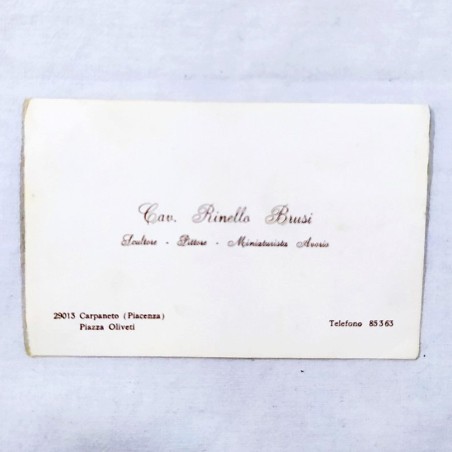 Cav. Rinello Brusi
Scultore - Pittore - Miniaturista Avorio
29013 Carpaneto (Piacenza)
Piazza Oliveti
Telefono 85363